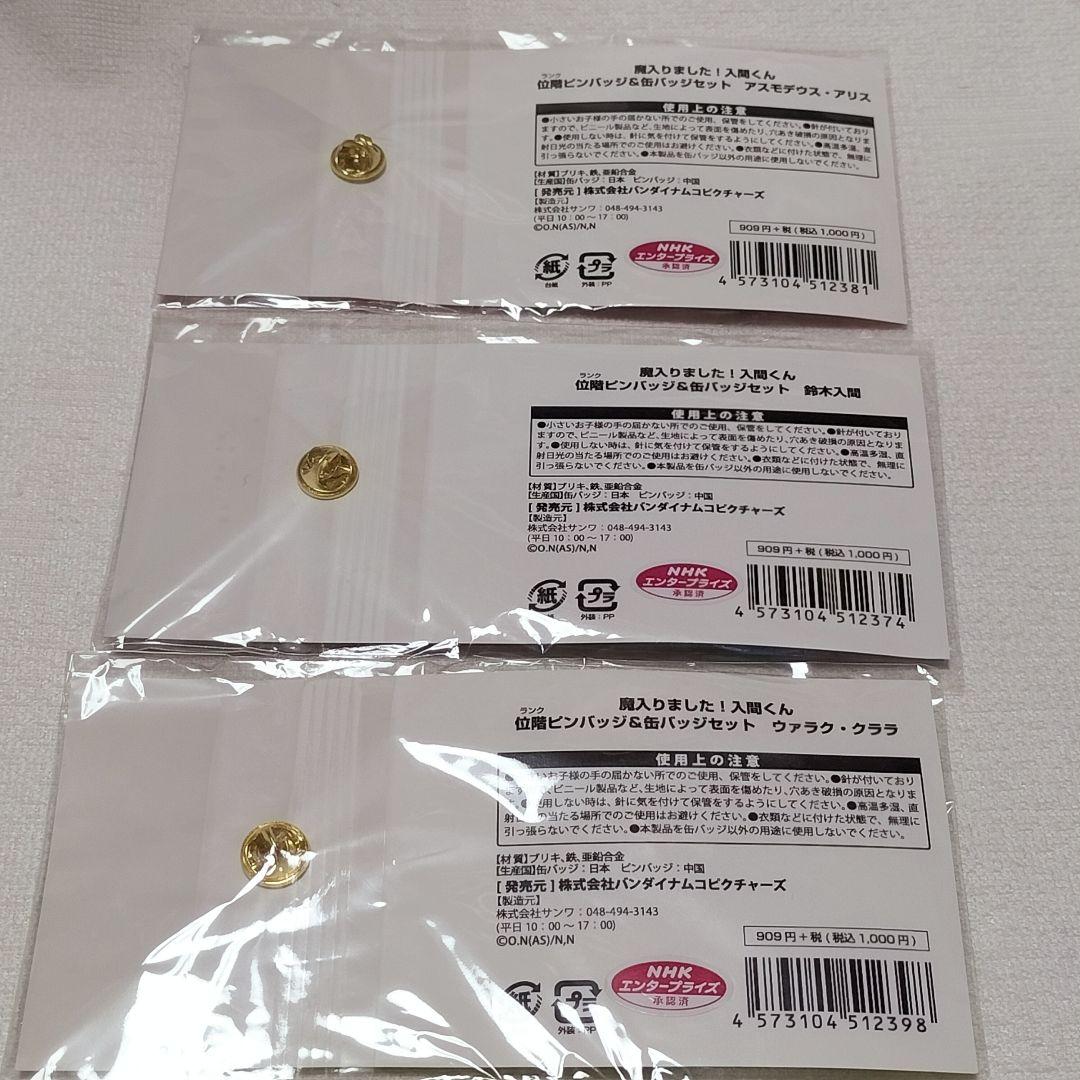 魔入りました！入間くん
ランク
位階ピンバッジ＆缶バッジセット　アスモデウス・アリス
使用上の注意
●小さいお子様の手の届かない所でのご使用、保管をしてください。●針が付いており
ますので、ビニール製品など、生地によって表面を傷めたり、穴あき破損の原因となりま
す。●使用しない時は、針に気を付けて保管をするようにしてください。●高温多湿、直
射日光の当たる場所でのご使用はお避けください。●衣類などに付けた状態で、無理に
引っ張らないでください。●本製品を缶バッジ以外の用途に使用しないでください。
【材質】ブリキ、鉄、亜鉛合金
【生産国】缶バッジ：日本　ピンバッジ：中国
[ 発売元 ] 株式会社バンダイナムコピクチャーズ
【製造元】
株式会社サンワ：048-494-3143
(平日 10：00 〜 17：00)
©O.N(AS)/N,N
909 円＋税 ( 税込 1,000 円 )
紙
台紙
プラ
外装：PP
NHK
エンタープライズ
承認済
4 573104 512381
魔入りました！入間くん
ランク
位階ピンバッジ＆缶バッジセット　鈴木入間
使用上の注意
●小さいお子様の手の届かない所でのご使用、保管をしてください。●針が付いており
ますので、ビニール製品など、生地によって表面を傷めたり、穴あき破損の原因となりま
す。●使用しない時は、針に気を付けて保管をするようにしてください。●高温多湿、直
射日光の当たる場所でのご使用はお避けください。●衣類などに付けた状態で、無理に
引っ張らないでください。●本製品を缶バッジ以外の用途に使用しないでください。
【材質】ブリキ、鉄、亜鉛合金
【生産国】缶バッジ：日本　ピンバッジ：中国
[ 発売元 ] 株式会社バンダイナムコピクチャーズ
【製造元】
株式会社サンワ：048-494-3143
(平日 10：00 〜 17：00)
©O.N(AS)/N,N
909 円＋税 ( 税込 1,000 円 )
紙
台紙
プラ
外装：PP
NHK
エンタープライズ
承認済
4 573104 512374
魔入りました！入間くん
ランク
位階ピンバッジ＆缶バッジセット　ウァラク・クララ
使用上の注意
さいお子様の手の届かない所でのご使用、保管をしてください。●針が付いており
ビニール製品など、生地によって表面を傷めたり、穴あき破損の原因となりま
す。●使用しない時は、針に気を付けて保管をするようにしてください。●高温多湿、直
射日光の当たる場所でのご使用はお避けください。●衣類などに付けた状態で、無理に
引っ張らないでください。●本製品を缶バッジ以外の用途に使用しないでください。
【材質】ブリキ、鉄、亜鉛合金
【生産国】缶バッジ：日本　ピンバッジ：中国
[ 発売元 ] 株式会社バンダイナムコピクチャーズ
【製造元】
株式会社サンワ：048-494-3143
(平日 10：00 〜 17：00)
©O.N(AS)/N,N
909 円＋税 ( 税込 1,000 円 )
紙
プラ
外装：PP
NHK
エンタープライズ
承認済
4 573104 512398